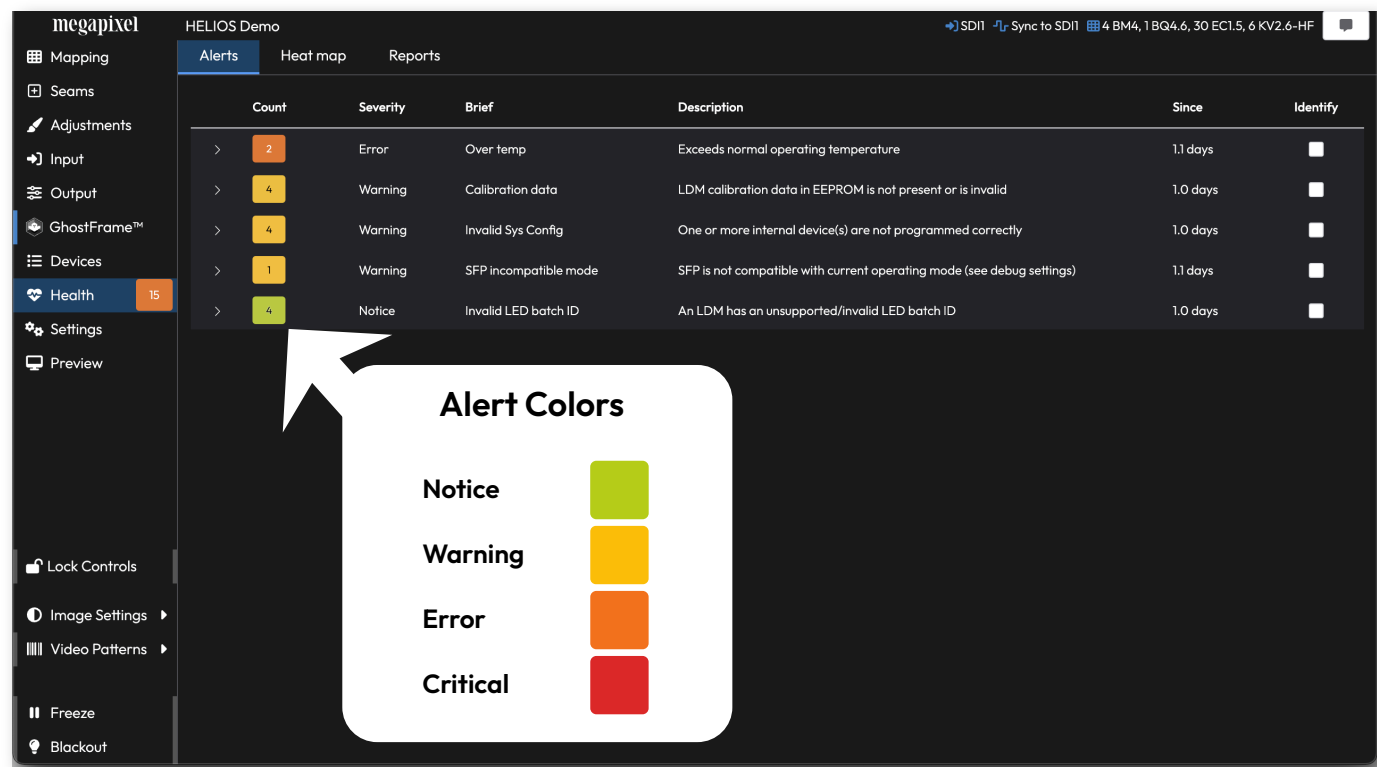 megapixel
HELIOS Demo
SDI1 Sync to SDI1 4 BM4, 1 BQ4.6, 30 EC1.5, 6 KV2.6-HF
Mapping
Seams
Adjustments
Input
Output
GhostFrame™
Devices
Health 15
Settings
Preview
Lock Controls
Image Settings
Video Patterns
Freeze
Blackout
Alerts Heat map Reports
Count Severity Brief Description Since Identify
2 Error Over temp Exceeds normal operating temperature 1.1 days
4 Warning Calibration data LDM calibration data in EEPROM is not present or is invalid 1.0 days
4 Warning Invalid Sys Config One or more internal device(s) are not programmed correctly 1.0 days
1 Warning SFP incompatible mode SFP is not compatible with current operating mode (see debug settings) 1.1 days
4 Notice Invalid LED batch ID An LDM has an unsupported/invalid LED batch ID 1.0 days
Alert Colors
Notice
Warning
Error
Critical